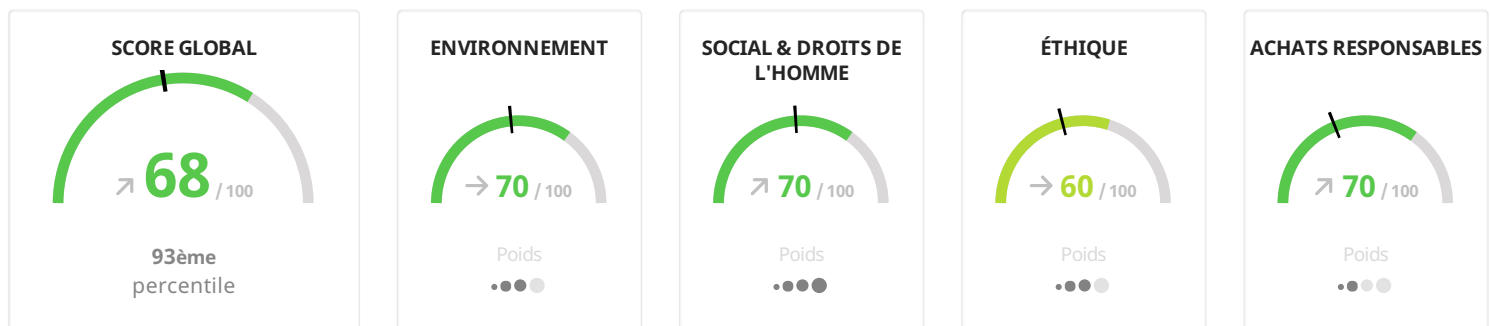 SCORE GLOBAL
68 / 100
93ème
percentile
ENVIRONNEMENT
70 / 100
Poids
SOCIAL & DROITS DE
L'HOMME
70 / 100
Poids
ÉTHIQUE
60 / 100
Poids
ACHATS RESPONSABLES
70 / 100
Poids